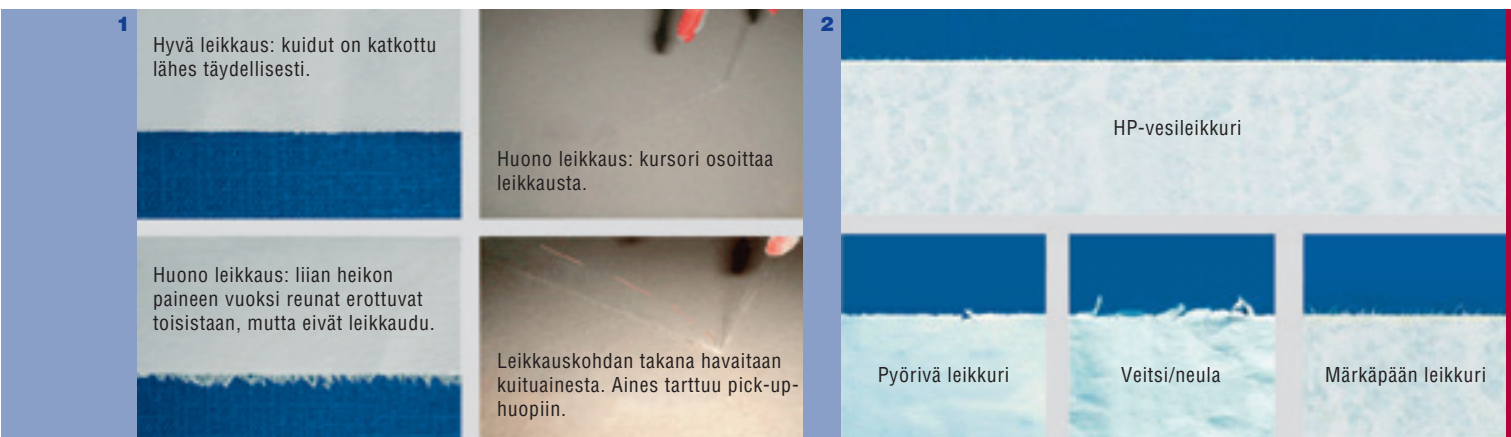 1
Hyvä leikkaus: kuidut on katkottu
lähes täydellisesti.
Huono leikkaus: kursori osoittaa
leikkausta.
Huono leikkaus: liian heikon
paineen vuoksi reunat erottuvat
toisistaan, mutta eivät leikkaudu.
Leikkauskohdan takana havaitaan
kuituainesta. Aines tarttuu pick-up-
huopiin.
2
HP-vesileikkuri
Pyörivä leikkuri
Veitsi/neula
Märkäpään leikkuri